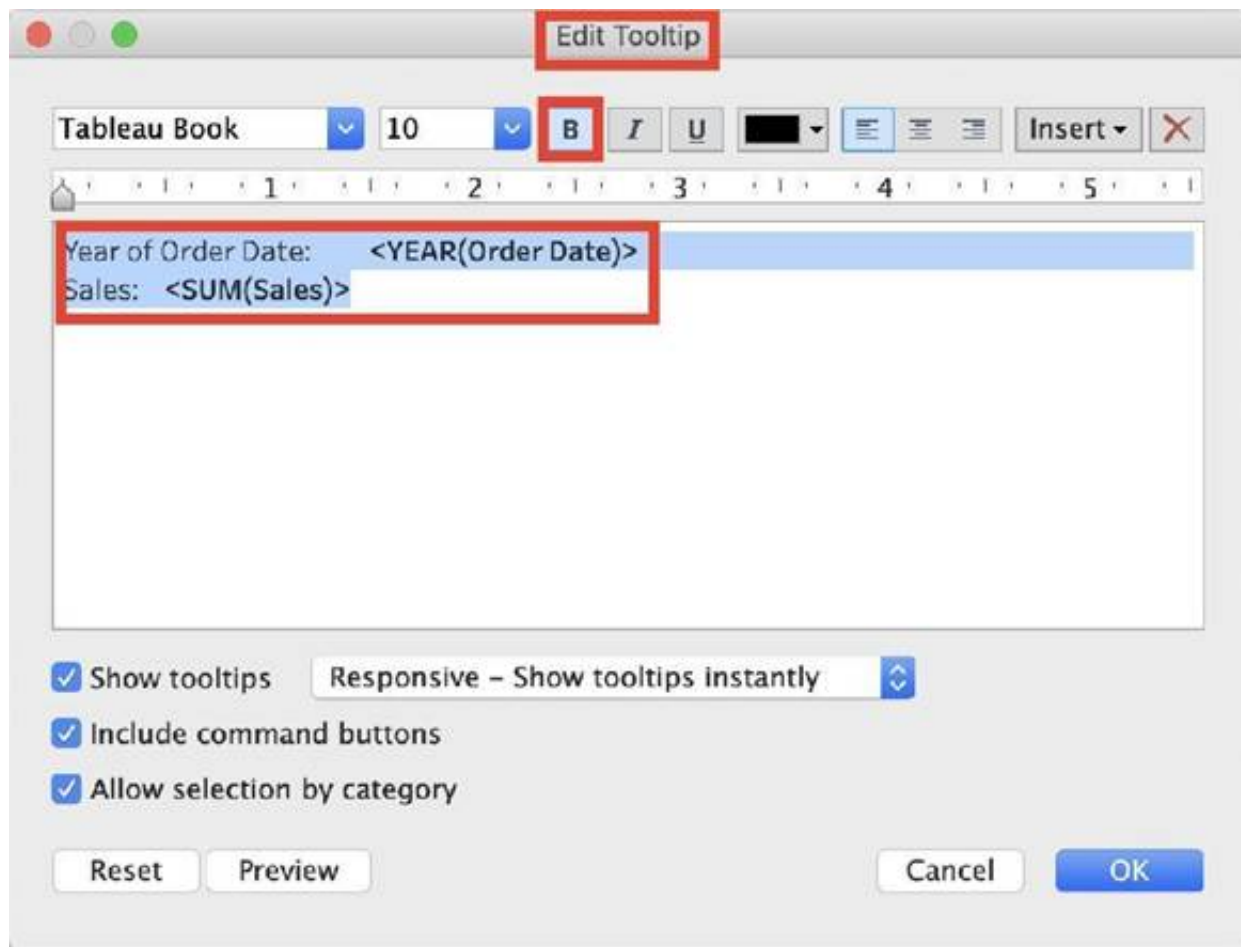 Edit Tooltip
Tableau Book 10 B I U Insert
1 2 3 4 5
Year of Order Date: <YEAR(Order Date)>
Sales: <SUM(Sales)>
Show tooltips Responsive – Show tooltips instantly
Include command buttons
Allow selection by category
Reset Preview Cancel OK